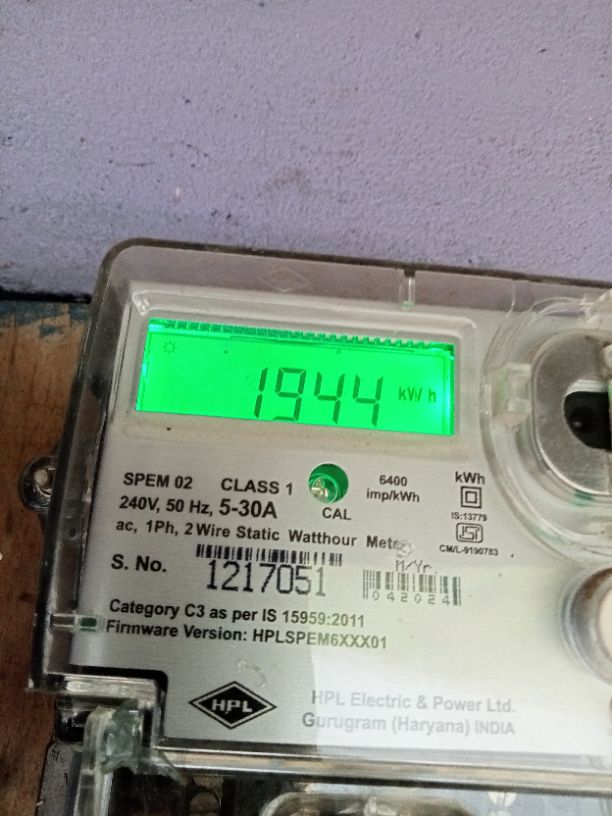 1944 kWh
SPEM 02 CLASS 1 6400 kWh
240V, 50 Hz, 5-30A CAL imp/kWh
IS:13779
ac, 1Ph, 2 Wire Static Watthour Meter
CM/L-9190783
S. No. 1217051 M/Yr.
042024
Category C3 as per IS 15959:2011
Firmware Version: HPLSPEM6XXX01
HPL HPL Electric & Power Ltd.
Gurugram (Haryana) INDIA